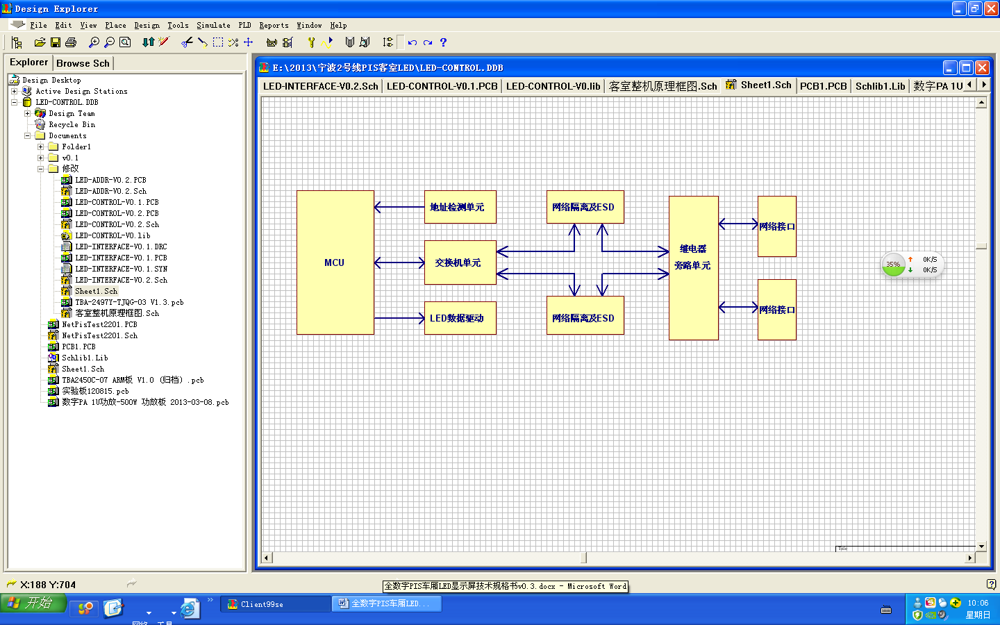 Design Explorer
File Edit View Place Design Tools Simulate PLD Reports Window Help
Explorer Browse Sch
Design Desktop
Active Design Stations
LED-CONTROL.DDB
Design Team
Recycle Bin
Documents
Folder1
v0.1
修改
LED-ADDR-V0.2.PCB
LED-ADDR-V0.2.Sch
LED-CONTROL-V0.1.PCB
LED-CONTROL-V0.2.PCB
LED-CONTROL-V0.2.Sch
LED-CONTROL-V0.lib
LED-INTERFACE-V0.1.DRC
LED-INTERFACE-V0.1.PCB
LED-INTERFACE-V0.1.SYN
LED-INTERFACE-V0.2.Sch
Sheet1.Sch
TBA-2497Y-TJQG-03 V1.3.pcb
客室整机原理框图.Sch
NetPisTest2201.PCB
NetPisTest2201.Sch
PCB1.PCB
Schlib1.Lib
Sheet1.Sch
TBA2450C-07 ARM板 V1.0 (归档).pcb
实验板120815.pcb
数字PA 1U功放-500W 功放板 2013-03-08.pcb
E:\2013\宁波2号线PIS客室LED\LED-CONTROL.DDB
LED-INTERFACE-V0.2.Sch LED-CONTROL-V0.1.PCB LED-CONTROL-V0.lib 客室整机原理框图.Sch Sheet1.Sch PCB1.PCB Schlib1.Lib 数字PA 1U
MCU
地址检测单元
交换机单元
LED数据驱动
网络隔离及ESD
网络隔离及ESD
继电器
旁路单元
网络接口
网络接口
35%
0K/S
0K/S
Title
X:188 Y:704
全数字PIS车厢LED显示屏技术规格书v0.3.docx - Microsoft Word
开始
网络 工具
»
Client99se
全数字PIS车厢LED...
10:06
星期日